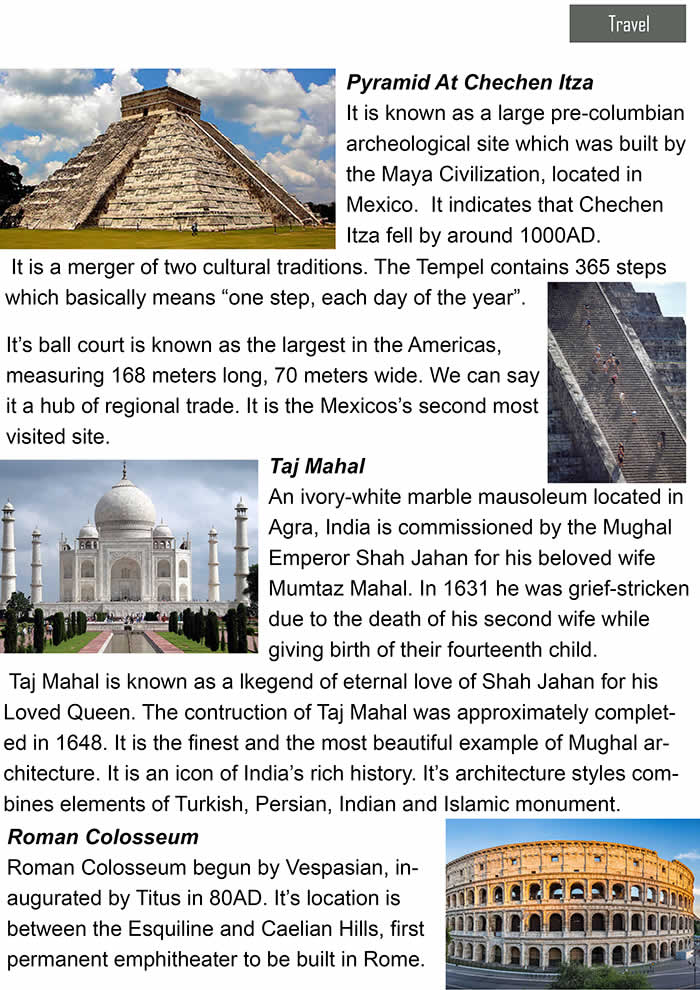 Travel
Pyramid At Chechen Itza
It is known as a large pre-columbian
archeological site which was built by
the Maya Civilization, located in
Mexico.  It indicates that Chechen
Itza fell by around 1000AD.
It is a merger of two cultural traditions. The Tempel contains 365 steps
which basically means “one step, each day of the year”.
It’s ball court is known as the largest in the Americas,
measuring 168 meters long, 70 meters wide. We can say
it a hub of regional trade. It is the Mexicos’s second most
visited site.
Taj Mahal
An ivory-white marble mausoleum located in
Agra, India is commissioned by the Mughal
Emperor Shah Jahan for his beloved wife
Mumtaz Mahal. In 1631 he was grief-stricken
due to the death of his second wife while
giving birth of their fourteenth child.
Taj Mahal is known as a lkegend of eternal love of Shah Jahan for his
Loved Queen. The contruction of Taj Mahal was approximately complet-
ed in 1648. It is the finest and the most beautiful example of Mughal ar-
chitecture. It is an icon of India’s rich history. It’s architecture styles com-
bines elements of Turkish, Persian, Indian and Islamic monument.
Roman Colosseum
Roman Colosseum begun by Vespasian, in-
augurated by Titus in 80AD. It’s location is
between the Esquiline and Caelian Hills, first
permanent emphitheater to be built in Rome.